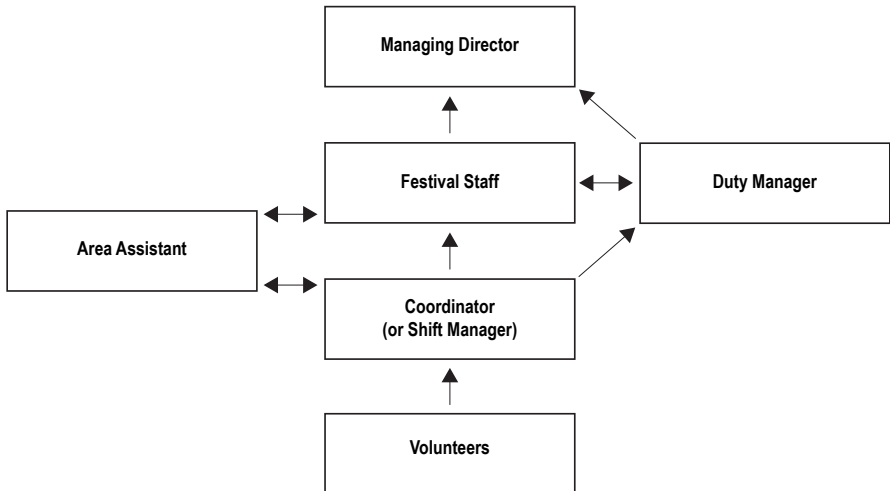 Managing Director
Festival Staff
Duty Manager
Area Assistant
Coordinator
(or Shift Manager)
Volunteers